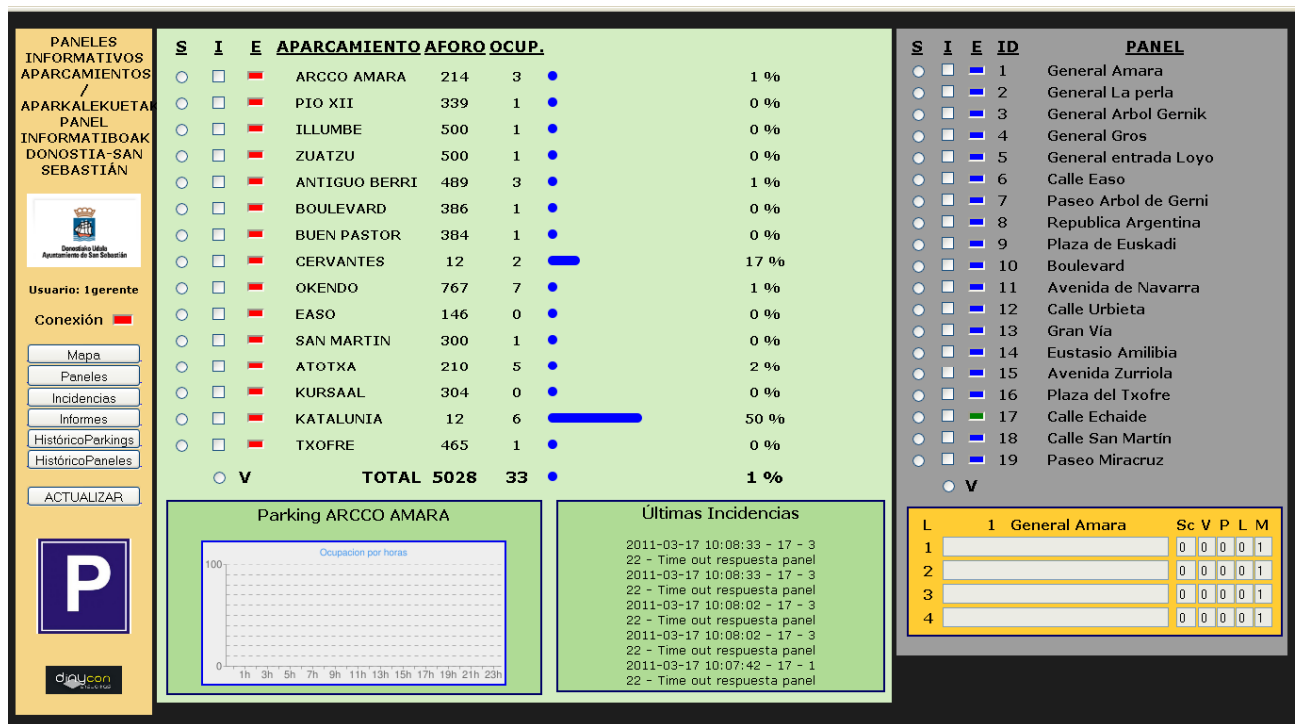 PANELES
INFORMATIVOS
APARCAMIENTOS
/
APARKALEKUETAK
PANEL
INFORMATIBOAK
DONOSTIA-SAN
SEBASTIÁN
Donostiako Udala
Ayuntamiento de San Sebastián
Usuario: 1gerente
Conexión
Mapa
Paneles
Incidencias
Informes
HistóricoParkings
HistóricoPaneles
ACTUALIZAR
P
S I E APARCAMIENTO AFORO OCUP.
ARCCO AMARA 214 3 1 %
PIO XII 339 1 0 %
ILLUMBE 500 1 0 %
ZUATZU 500 1 0 %
ANTIGUO BERRI 489 3 1 %
BOULEVARD 386 1 0 %
BUEN PASTOR 384 1 0 %
CERVANTES 12 2 17 %
OKENDO 767 7 1 %
EASO 146 0 0 %
SAN MARTIN 300 1 0 %
ATOTXA 210 5 2 %
KURSAAL 304 0 0 %
KATALUNIA 12 6 50 %
TXOFRE 465 1 0 %
V TOTAL 5028 33 1 %
Parking ARCCO AMARA
Ocupacion por horas
100
0
1h 3h 5h 7h 9h 11h 13h 15h 17h 19h 21h 23h
Últimas Incidencias
2011-03-17 10:08:33 - 17 - 3
22 - Time out respuesta panel
2011-03-17 10:08:33 - 17 - 3
22 - Time out respuesta panel
2011-03-17 10:08:02 - 17 - 3
22 - Time out respuesta panel
2011-03-17 10:08:02 - 17 - 3
22 - Time out respuesta panel
2011-03-17 10:07:42 - 17 - 1
22 - Time out respuesta panel
S I E ID PANEL
1 General Amara
2 General La perla
3 General Arbol Gernik
4 General Gros
5 General entrada Loyo
6 Calle Easo
7 Paseo Arbol de Gerni
8 Republica Argentina
9 Plaza de Euskadi
10 Boulevard
11 Avenida de Navarra
12 Calle Urbieta
13 Gran Vía
14 Eustasio Amilibia
15 Avenida Zurriola
16 Plaza del Txofre
17 Calle Echaide
18 Calle San Martín
19 Paseo Miracruz
V
L 1 General Amara Sc V P L M
1 0 0 0 0 1
2 0 0 0 0 1
3 0 0 0 0 1
4 0 0 0 0 1